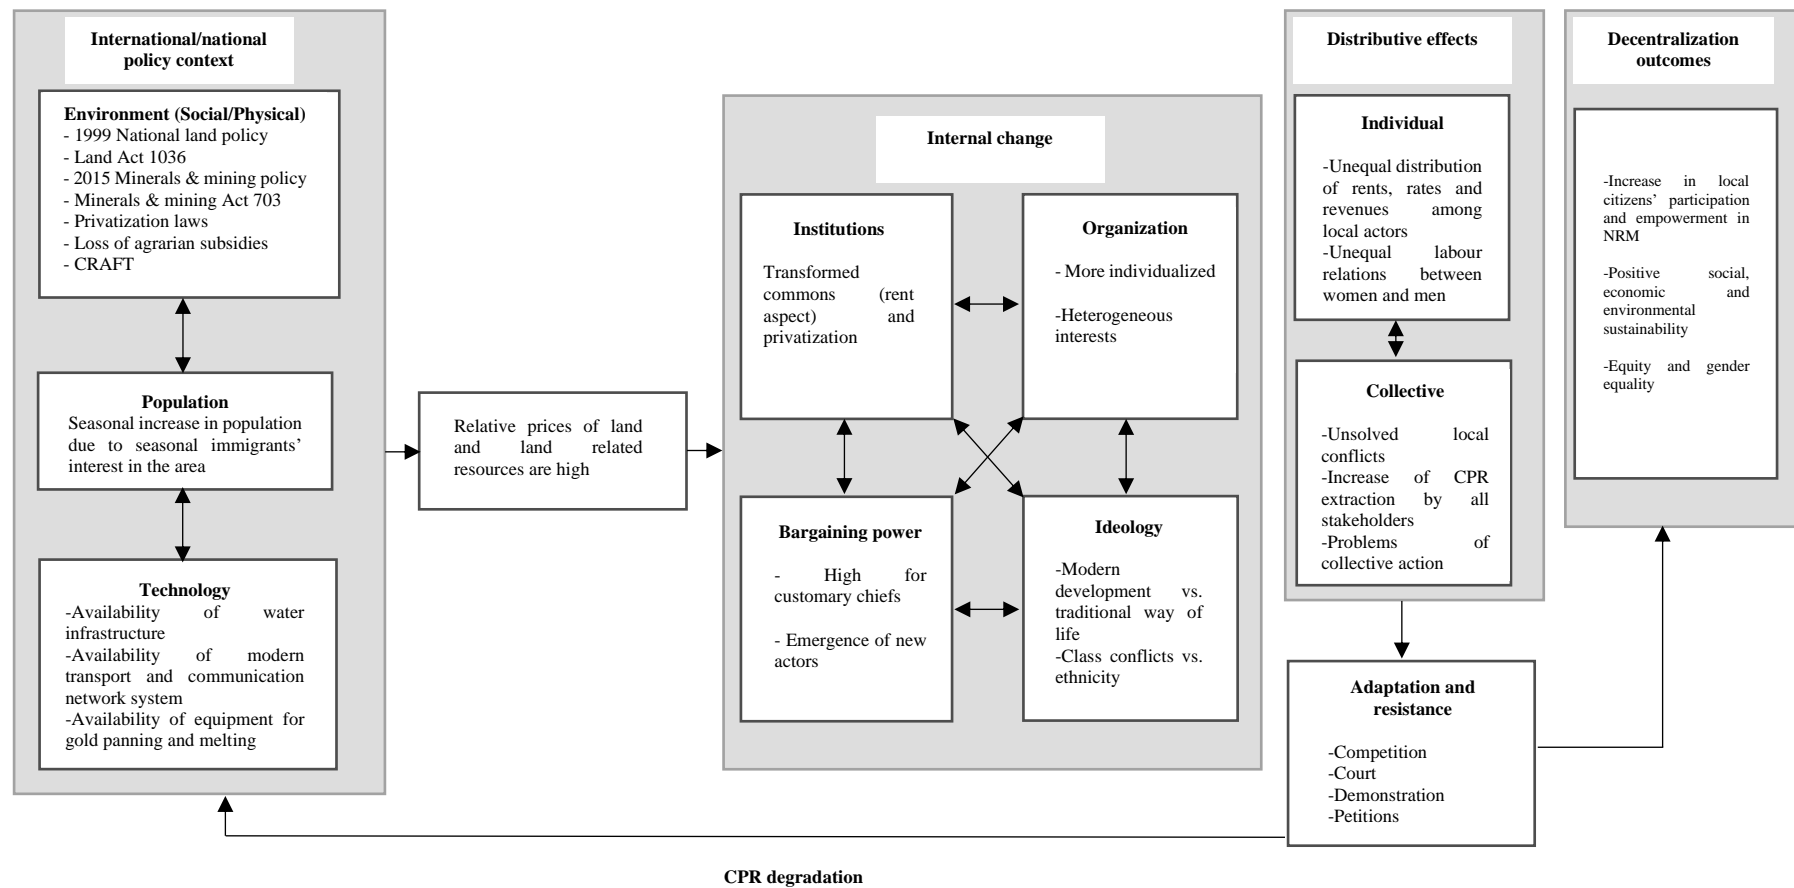 International/national
policy context
Environment (Social/Physical)
- 1999 National land policy
- Land Act 1036
- 2015 Minerals & mining policy
- Minerals & mining Act 703
- Privatization laws
- Loss of agrarian subsidies
- CRAFT
Population
Seasonal increase in population
due to seasonal immigrants’
interest in the area
Technology
-Availability of water
infrastructure
-Availability of modern
transport and communication
network system
-Availability of equipment for
gold panning and melting
Relative prices of land
and land related
resources are high
Internal change
Institutions
Transformed
commons (rent
aspect) and
privatization
Organization
- More individualized
-Heterogeneous
interests
Bargaining power
- High for
customary chiefs
- Emergence of new
actors
Ideology
-Modern
development vs.
traditional way of
life
-Class conflicts vs.
ethnicity
Distributive effects
Individual
-Unequal distribution
of rents, rates and
revenues among
local actors
-Unequal labour
relations between
women and men
Collective
-Unsolved local
conflicts
-Increase of CPR
extraction by all
stakeholders
-Problems of
collective action
Adaptation and
resistance
-Competition
-Court
-Demonstration
-Petitions
Decentralization
outcomes
-Increase in local
citizens’ participation
and empowerment in
NRM
-Positive social,
economic and
environmental
sustainability
-Equity and gender
equality
CPR degradation